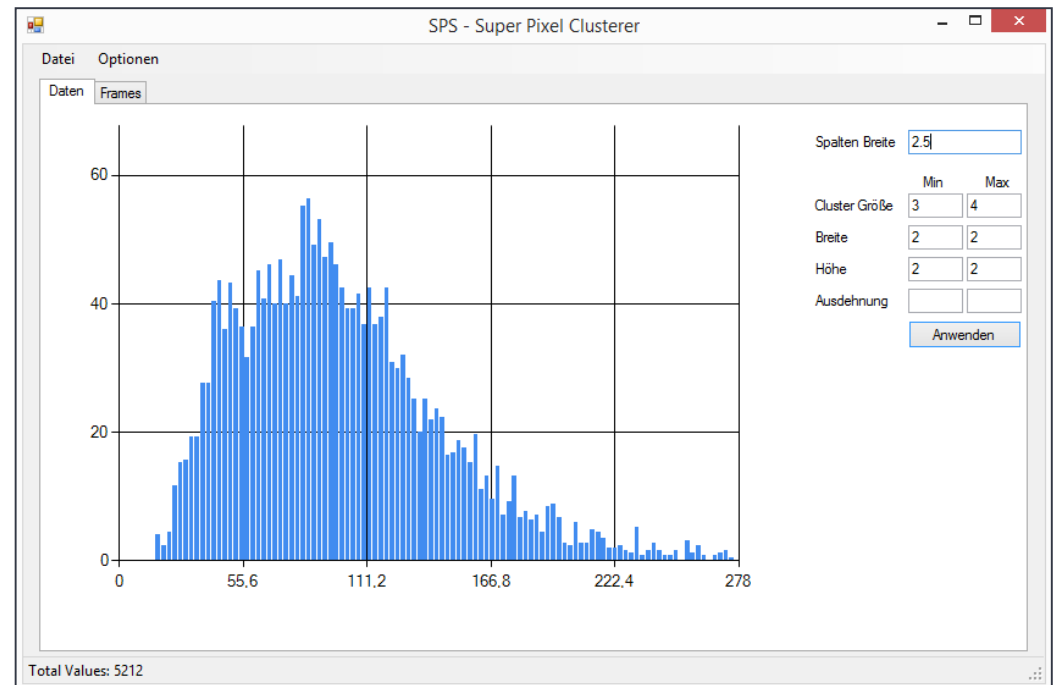 SPS - Super Pixel Clusterer
Datei Optionen
Daten Frames
Spalten Breite 2.5
Min Max
Cluster Größe 3 4
Breite 2 2
Höhe 2 2
Ausdehnung
Anwenden
60
40
20
0
0 55,6 111,2 166,8 222,4 278
Total Values: 5212